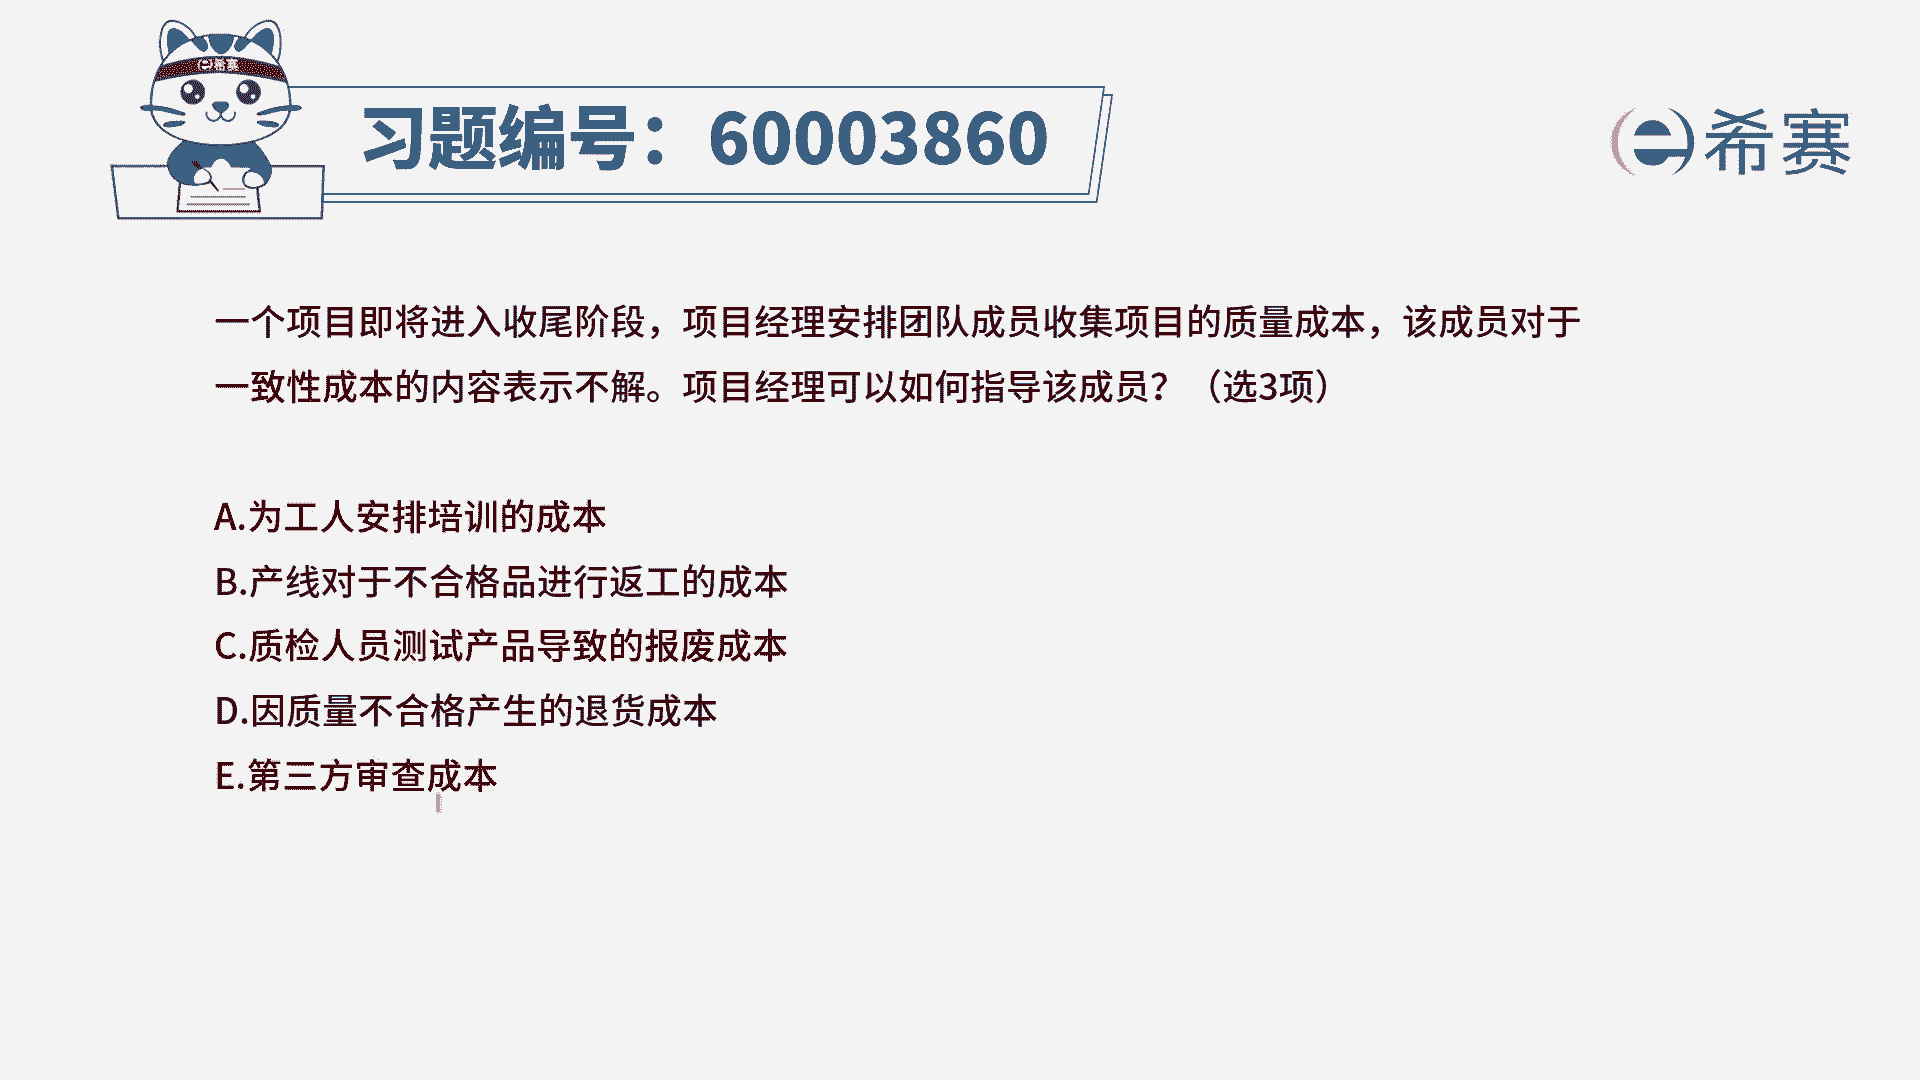 希赛
习题编号：60003860
希赛
一个项目即将进入收尾阶段，项目经理安排团队成员收集项目的质量成本，该成员对于
一致性成本的内容表示不解。项目经理可以如何指导该成员？（选3项）
A.为工人安排培训的成本
B.产线对于不合格品进行返工的成本
C.质检人员测试产品导致的报废成本
D.因质量不合格产生的退货成本
E.第三方审查成本